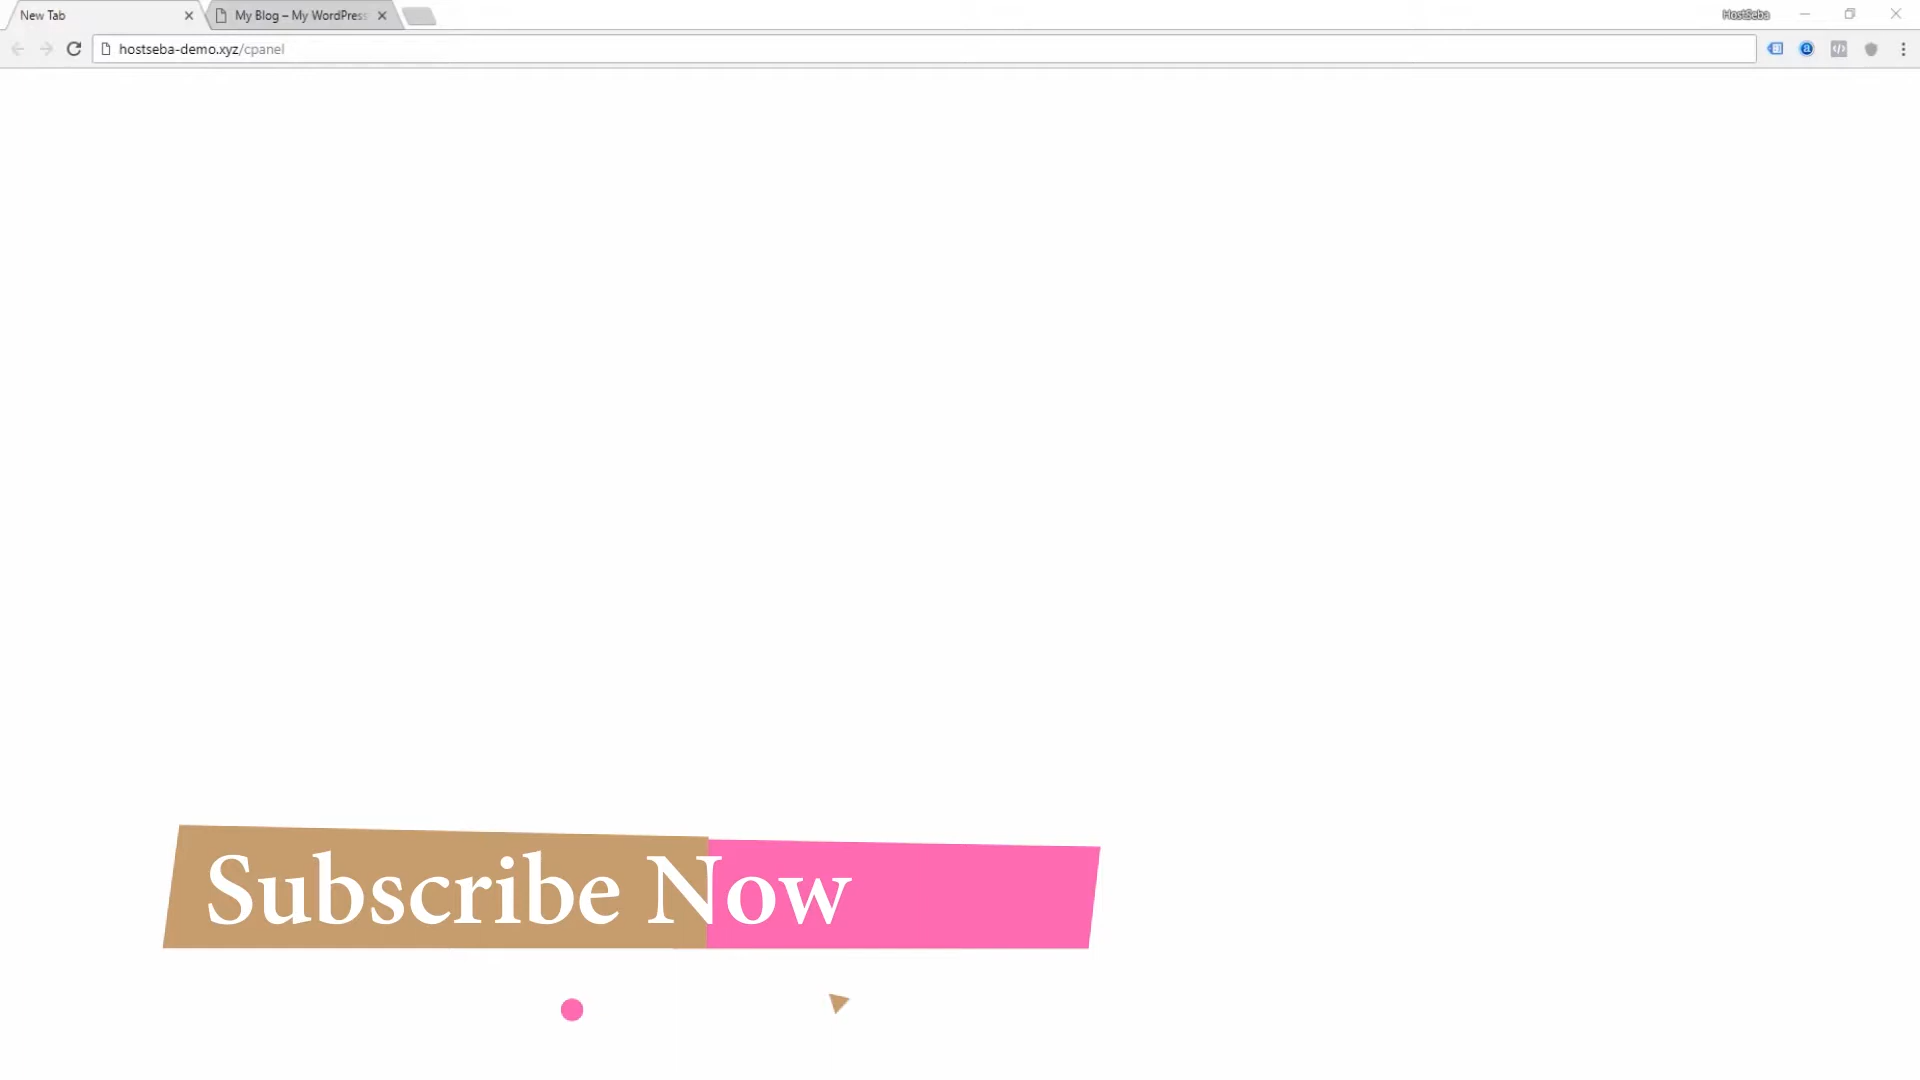 New Tab
My Blog – My WordPress
HostSeba
hostseba-demo.xyz/cpanel
Subscribe Now